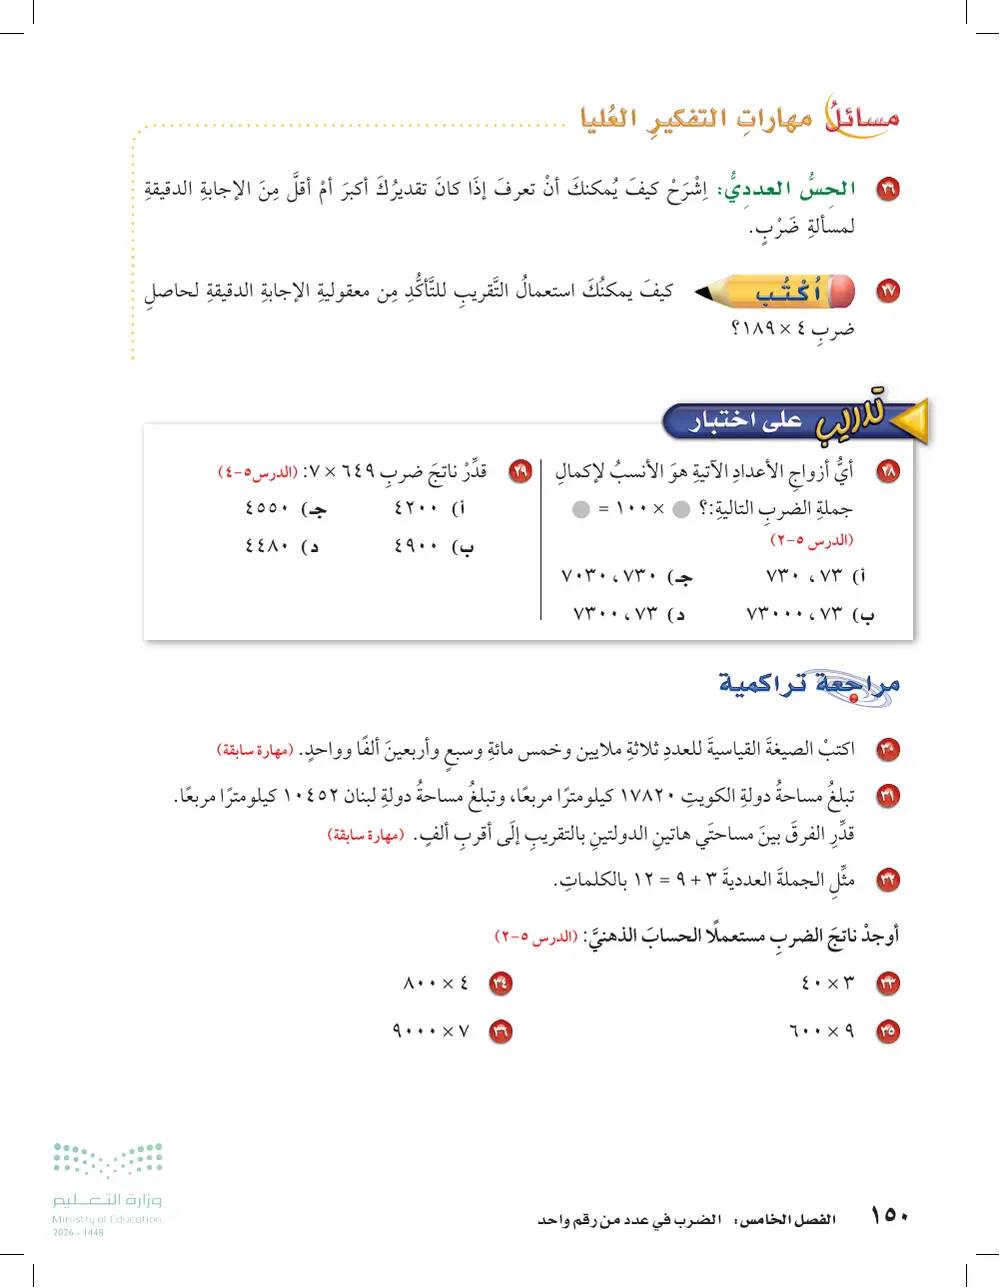 مسائلُ مهاراتِ التفكيرِ العُليا
٢٦ الحِسُّ العددِيُّ: اِشْرَحْ كيفَ يُمكنكَ أنْ تعرفَ إذَا كانَ تقديرُكَ أكبرَ أمْ أقلَّ مِنَ الإجابةِ الدقيقةِ
لمسألةِ ضَرْبٍ.
٢٧ اُكْتُب كيفَ يمكنُكَ استعمالُ التَّقريبِ للتَّأكُّدِ مِن معقوليةِ الإجابةِ الدقيقةِ لحاصلِ
ضربِ ٤ × ١٨٩؟
تدريب على اختبار
٢٨ أيُّ أزواجِ الأعدادِ الآتيةِ هوَ الأنسبُ لإكمالِ
جملةِ الضربِ التاليةِ:؟ × ١٠٠ =
(الدرس ٥-٢)
أ) ٧٣ ، ٧٣٠ جـ) ٧٣٠ ، ٧٠٣٠
ب) ٧٣ ، ٧٣٠٠٠ د) ٧٣ ، ٧٣٠٠
٢٩ قدِّرْ ناتجَ ضربِ ٦٤٩ × ٧: (الدرس٥-٤)
أ) ٤٢٠٠ جـ) ٤٥٥٠
ب) ٤٩٠٠ د) ٤٤٨٠
مراجعة تراكمية
٣٠ اكتبْ الصيغةَ القياسيةَ للعددِ ثلاثةِ ملايين وخمس مائةِ وسبعٍ وأربعينَ ألفًا وواحدٍ. (مهارة سابقة)
٣١ تبلغُ مساحةُ دولةِ الكويتِ ١٧٨٢٠ كيلومترًا مربعًا، وتبلغُ مساحةُ دولةِ لبنان ١٠٤٥٢ كيلومترًا مربعًا.
قدِّرِ الفرقَ بينَ مساحتَي هاتينِ الدولتينِ بالتقريبِ إلَى أقربِ ألفٍ. (مهارة سابقة)
٣٢ مثِّلِ الجملةَ العدديةَ ٣ + ٩ = ١٢ بالكلماتِ.
أوجدْ ناتجَ الضربِ مستعملًا الحسابَ الذهنيَّ: (الدرس ٥-٢)
٣٣ ٣ × ٤٠ ٣٤ ٤ × ٨٠٠
٣٥ ٩ × ٦٠٠ ٣٦ ٧ × ٩٠٠٠
وزارة التعليم
Ministry of Education
2026 - 1448
١٥٠ الفصل الخامس: الضرب في عدد من رقم واحد